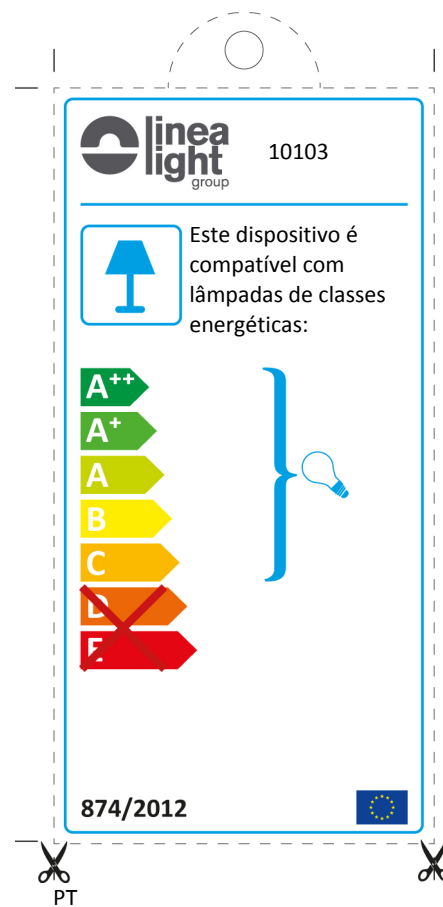 linea
light
group
10103
Este dispositivo é
compatível com
lâmpadas de classes
energéticas:
A++
A+
A
B
C
D
E
874/2012
PT